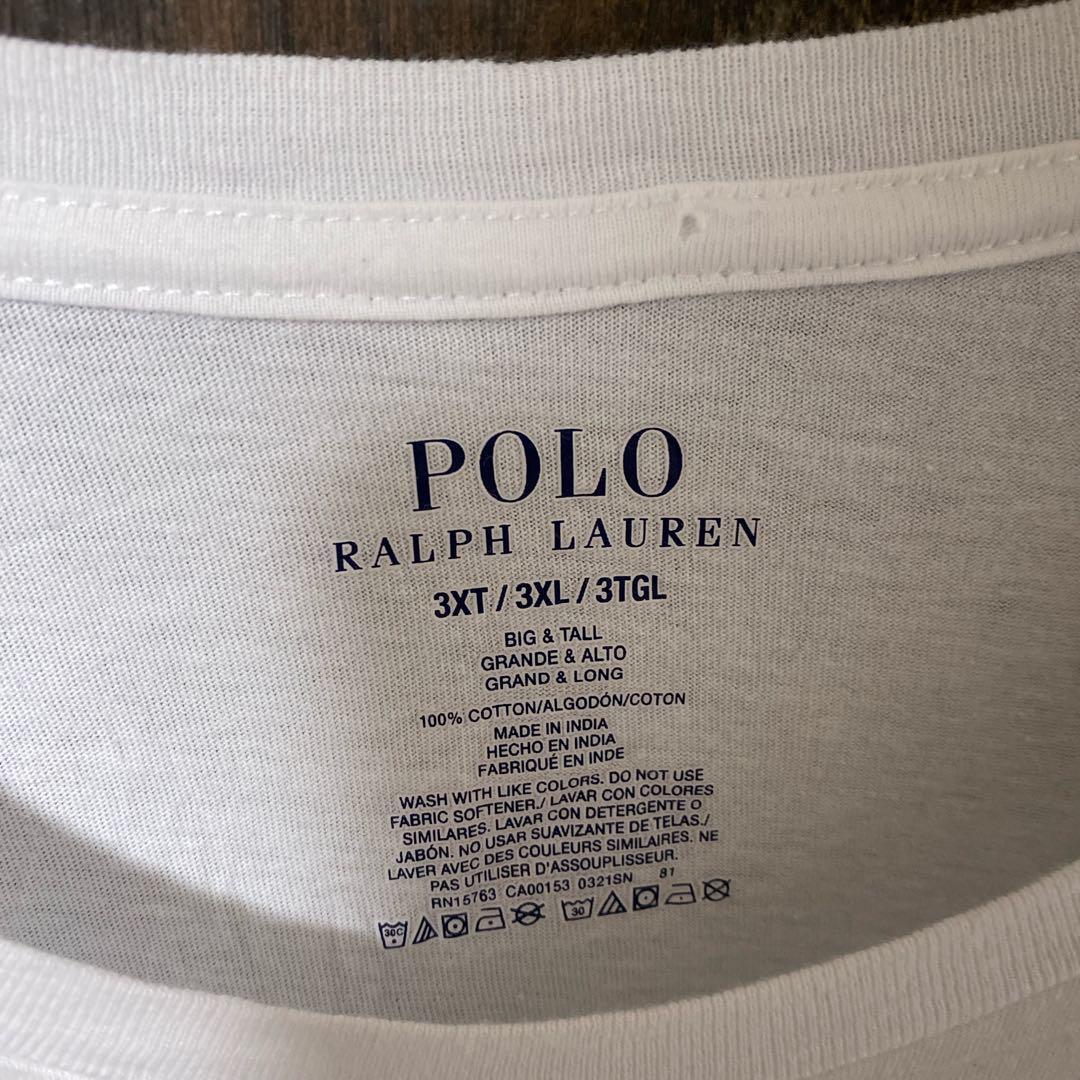 POLO
RALPH LAUREN
3XT / 3XL / 3TGL
BIG & TALL
GRANDE & ALTO
GRAND & LONG
100% COTTON/ALGODÓN/COTON
MADE IN INDIA
HECHO EN INDIA
FABRIQUÉ EN INDE
WASH WITH LIKE COLORS. DO NOT USE
FABRIC SOFTENER./ LAVAR CON COLORES
SIMILARES. LAVAR CON DETERGENTE O
JABÓN. NO USAR SUAVIZANTE DE TELAS./
LAVER AVEC DES COULEURS SIMILAIRES. NE
PAS UTILISER D'ASSOUPLISSEUR.
RN15763 CA00153 0321SN 81
30C 30